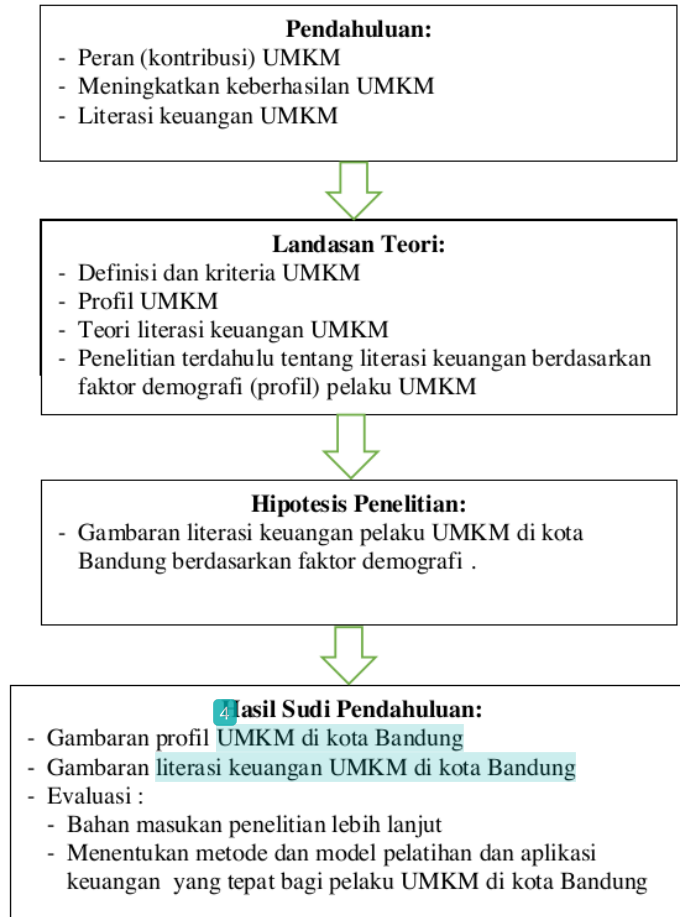 Pendahuluan:
- Peran (kontribusi) UMKM
- Meningkatkan keberhasilan UMKM
- Literasi keuangan UMKM
Landasan Teori:
- Definisi dan kriteria UMKM
- Profil UMKM
- Teori literasi keuangan UMKM
- Penelitian terdahulu tentang literasi keuangan berdasarkan
faktor demografi (profil) pelaku UMKM
Hipotesis Penelitian:
- Gambaran literasi keuangan pelaku UMKM di kota
Bandung berdasarkan faktor demografi .
4
Hasil Sudi Pendahuluan:
- Gambaran profil UMKM di kota Bandung
- Gambaran literasi keuangan UMKM di kota Bandung
- Evaluasi :
- Bahan masukan penelitian lebih lanjut
- Menentukan metode dan model pelatihan dan aplikasi
keuangan yang tepat bagi pelaku UMKM di kota Bandung